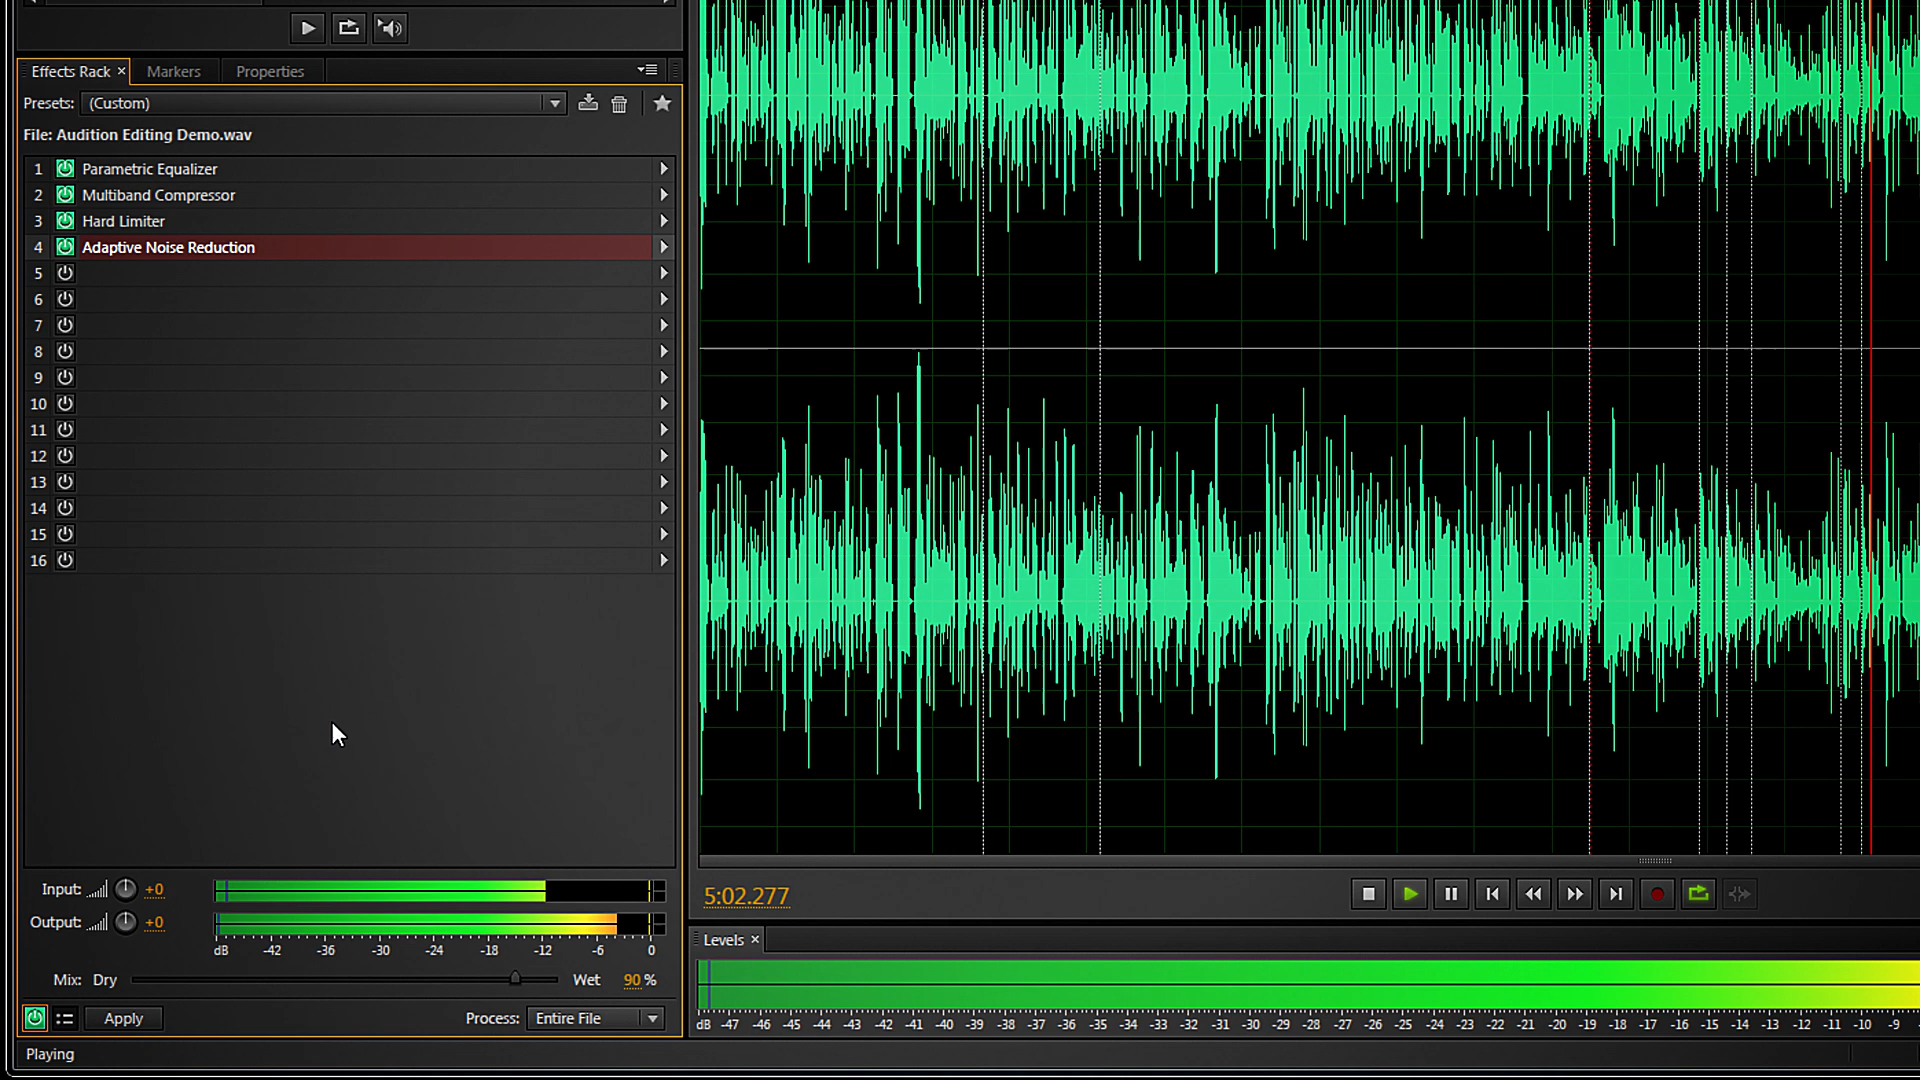 Effects Rack × Markers Properties
Presets: (Custom)
File: Audition Editing Demo.wav
1 Parametric Equalizer
2 Multiband Compressor
3 Hard Limiter
4 Adaptive Noise Reduction
5
6
7
8
9
10
11
12
13
14
15
16
Input: +0
Output: +0
dB -42 -36 -30 -24 -18 -12 -6 0
Mix: Dry Wet 90 %
Apply Process: Entire File
Playing
5:02.277
Levels ×
dB -47 -46 -45 -44 -43 -42 -41 -40 -39 -38 -37 -36 -35 -34 -33 -32 -31 -30 -29 -28 -27 -26 -25 -24 -23 -22 -21 -20 -19 -18 -17 -16 -15 -14 -13 -12 -11 -10 -9